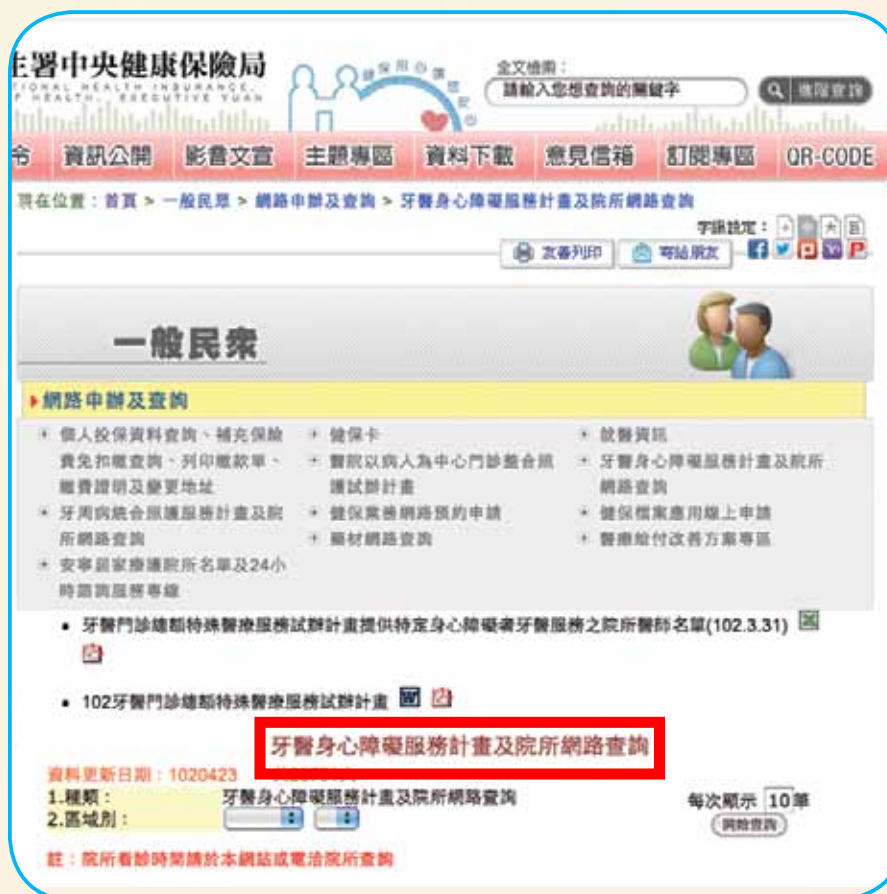 生署中央健康保險局
全文檢索：
請輸入您想查詢的關鍵字
進階查詢
令 資訊公開 影音文宣 主題專區 資料下載 意見信箱 訂閱專區 QR-CODE
現在位置：首頁 > 一般民眾 > 網路申辦及查詢 > 牙醫身心障礙服務計畫及院所網路查詢
字級設定：
友善列印 寄給朋友
一般民眾
網路申辦及查詢
個人投保資料查詢、補充保險
費免扣繳查詢、列印繳款單、
繳費證明及變更地址
牙周病統合照護服務計畫及院
所網路查詢
安寧居家療護院所名單及24小
時諮詢服務專線
健保卡
醫院以病人為中心門診整合照
護試辦計畫
健保業務網路預約申請
藥材網路查詢
就醫資訊
牙醫身心障礙服務計畫及院所
網路查詢
健保檔案應用線上申請
醫療給付改善方案專區
牙醫門診總額特殊醫療服務試辦計畫提供特定身心障礙者牙醫服務之院所醫師名單(102.3.31)
102牙醫門診總額特殊醫療服務試辦計畫
牙醫身心障礙服務計畫及院所網路查詢
資料更新日期：1020423
1.種類： 牙醫身心障礙服務計畫及院所網路查詢
2.區域別：
每次顯示 10筆
開始查詢
註：院所看診時間請於本網站或電洽院所查詢